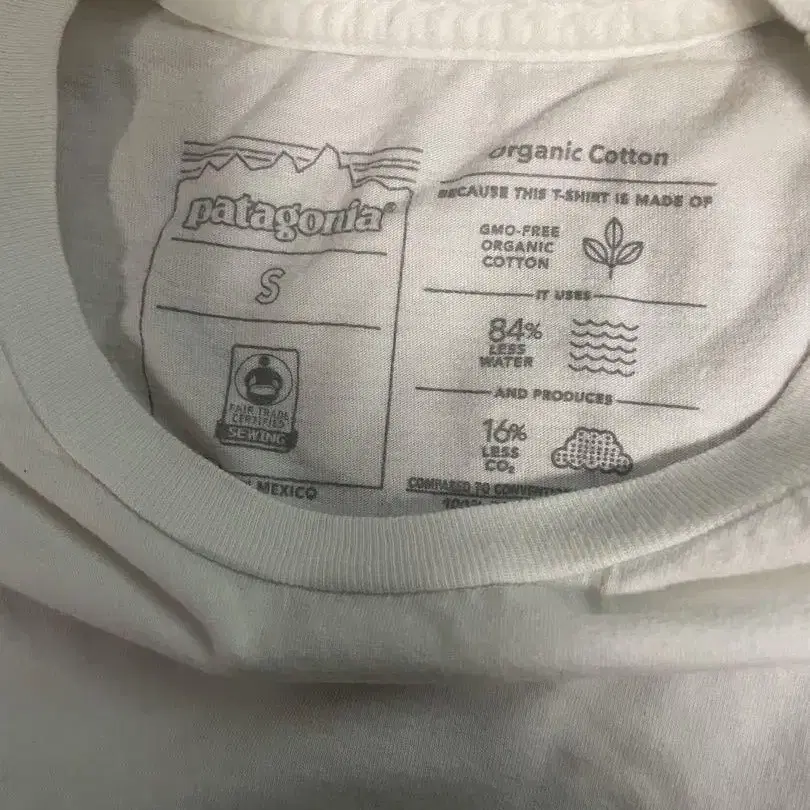 patagonia®
S
FAIR TRADE
CERTIFIED
SEWING
MEXICO
Organic Cotton
BECAUSE THIS T-SHIRT IS MADE OF
GMO-FREE
ORGANIC
COTTON
IT USES
84%
LESS
WATER
AND PRODUCES
16%
LESS
CO₂
COMPARED TO
100%